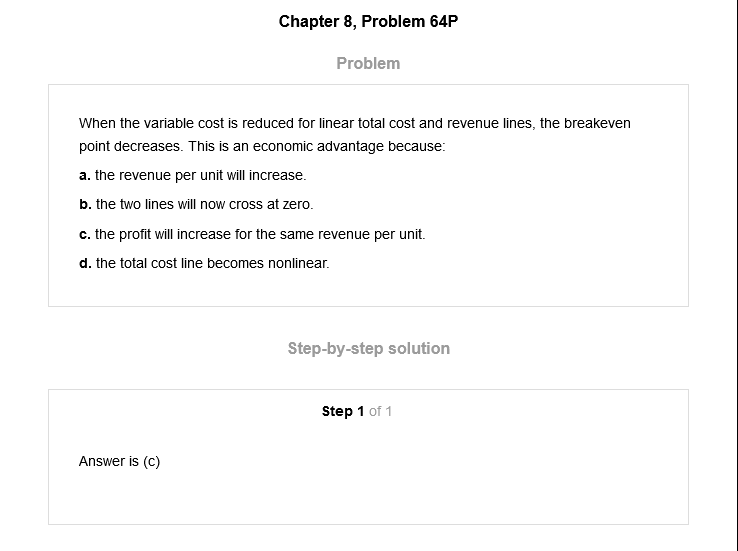 Chapter 8, Problem 64P
Problem
When the variable cost is reduced for linear total cost and revenue lines, the breakeven
point decreases. This is an economic advantage because:
a. the revenue per unit will increase.
b. the two lines will now cross at zero.
c. the profit will increase for the same revenue per unit.
d. the total cost line becomes nonlinear.
Step-by-step solution
Step 1 of 1
Answer is (c)